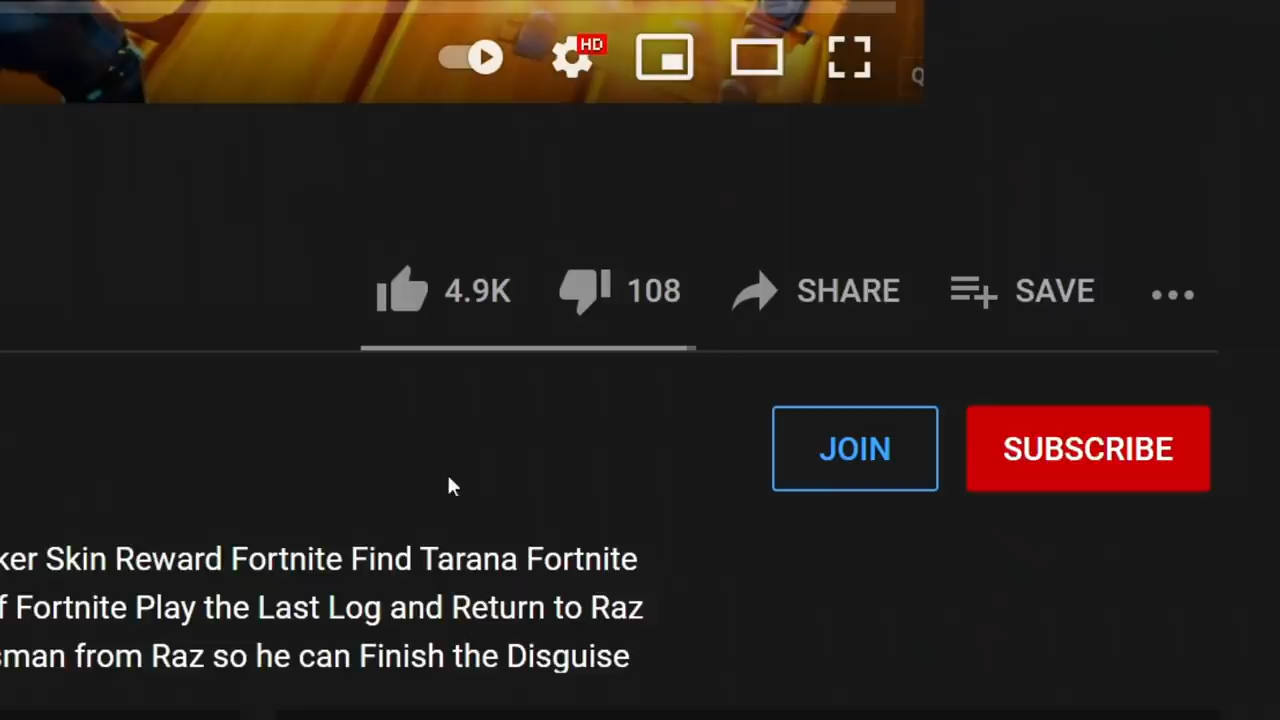 HD
4.9K 108 SHARE SAVE
JOIN SUBSCRIBE
ker Skin Reward Fortnite Find Tarana Fortnite
f Fortnite Play the Last Log and Return to Raz
sman from Raz so he can Finish the Disguise